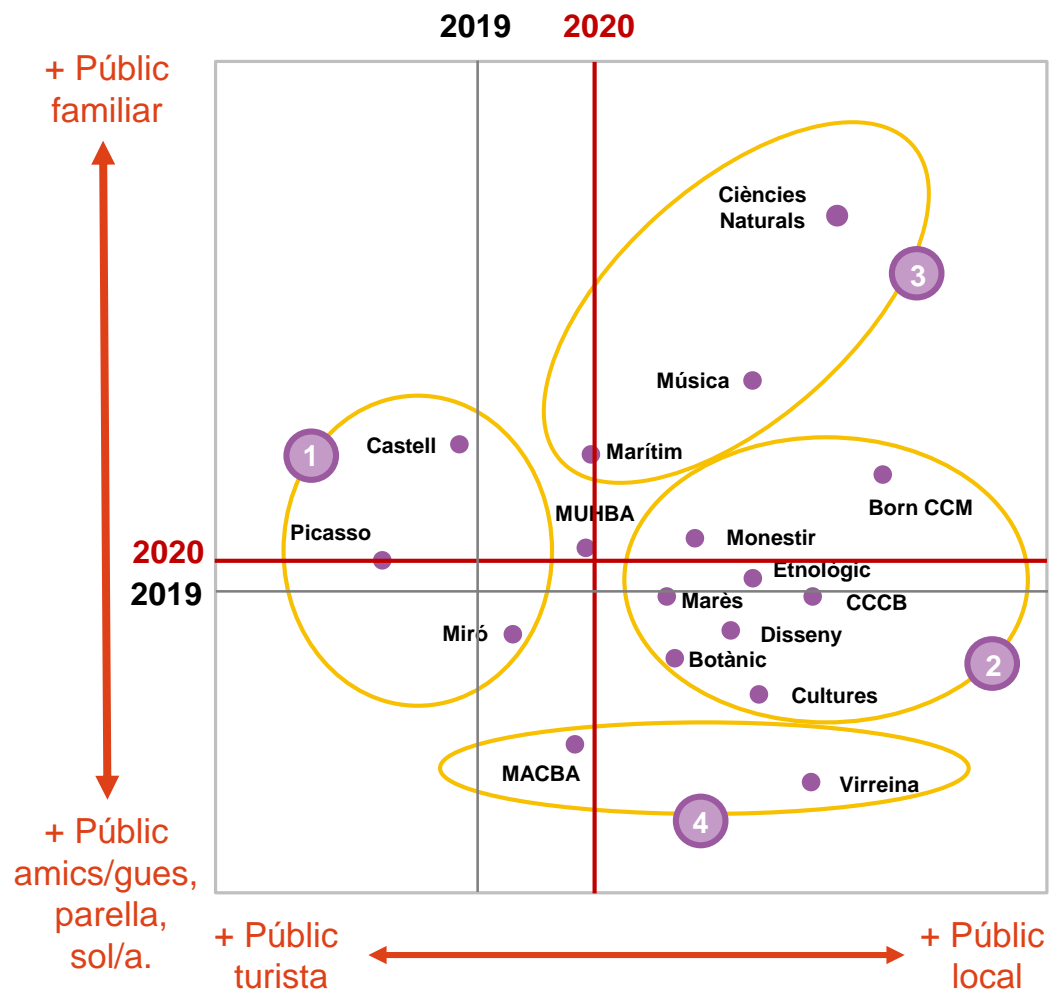 2019 2020
+ Públic
familiar
Ciències
Naturals
3
Música
1
Castell
Marítim
Born CCM
MUHBA
Picasso
Monestir
2020
Etnològic
2019
Marès
CCCB
Miró
Disseny
Botànic
2
Cultures
MACBA
Virreina
4
+ Públic
amics/gues,
parella,
sol/a.
+ Públic
turista
+ Públic
local